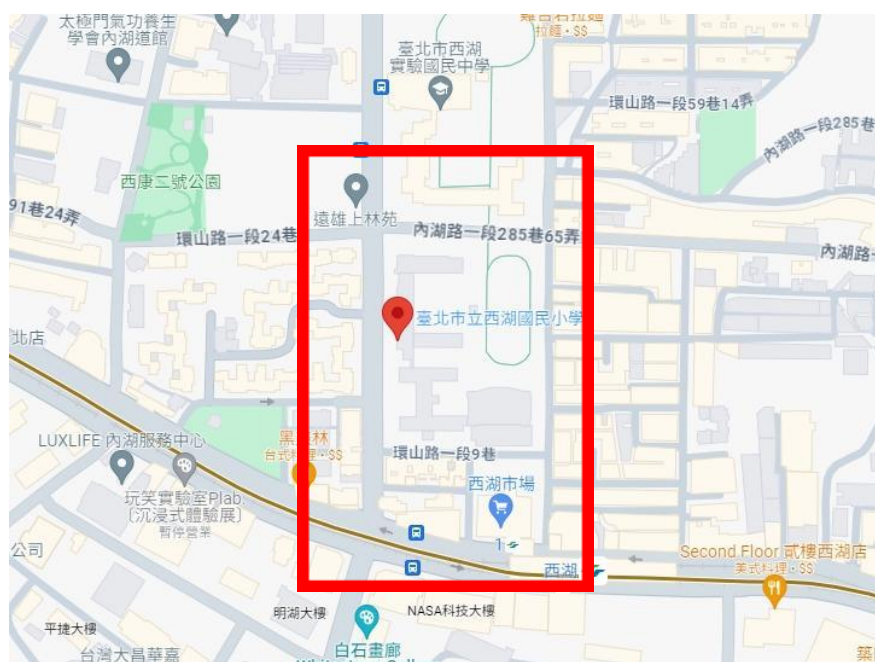 太極門氣功養生
學會內湖道館
拉麵・$$
臺北市西湖
實驗國民中學
環山路一段59巷14弄
內湖路一段285巷
西康二號公園
91巷24弄
遠雄上林苑
環山路一段24巷
內湖路一段285巷65弄
內湖路一
臺北市立西湖國民小學
北店
LUXLIFE 內湖服務中心
台式料理・$$
環山路一段9巷
西湖市場
玩笑實驗室Plab
〔沉浸式體驗展〕
暫停營業
1
公司
西湖
Second Floor 貳樓西湖店
美式料理・$$
明湖大樓
NASA科技大樓
平捷大樓
白石畫廊
台灣大昌華嘉
築